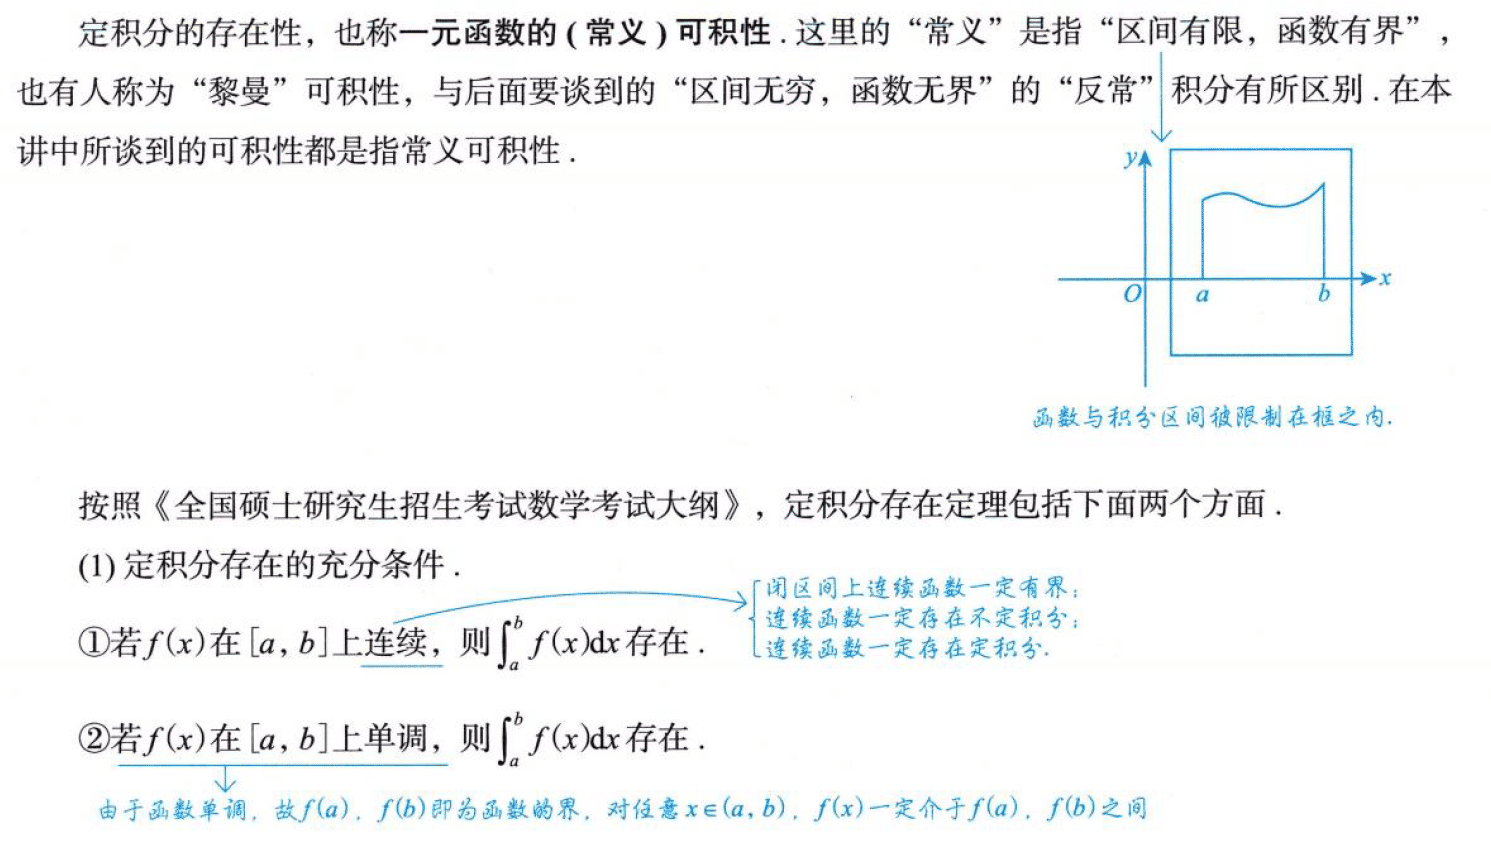 定积分的存在性，也称一元函数的(常义)可积性.这里的“常义”是指“区间有限，函数有界”，
也有人称为“黎曼”可积性，与后面要谈到的“区间无穷，函数无界”的“反常”积分有所区别.在本
讲中所谈到的可积性都是指常义可积性.
y
O
a
b
x
函数与积分区间被限制在框之内.
按照《全国硕士研究生招生考试数学考试大纲》，定积分存在定理包括下面两个方面.
(1)定积分存在的充分条件.
闭区间上连续函数一定有界；
连续函数一定存在不定积分；
连续函数一定存在定积分.
①若f(x)在[a, b]上连续，则∫_a^b f(x)dx存在.
②若f(x)在[a, b]上单调，则∫_a^b f(x)dx存在.
由于函数单调，故f(a)，f(b)即为函数的界，对任意x∈(a, b)，f(x)一定介于f(a)，f(b)之间